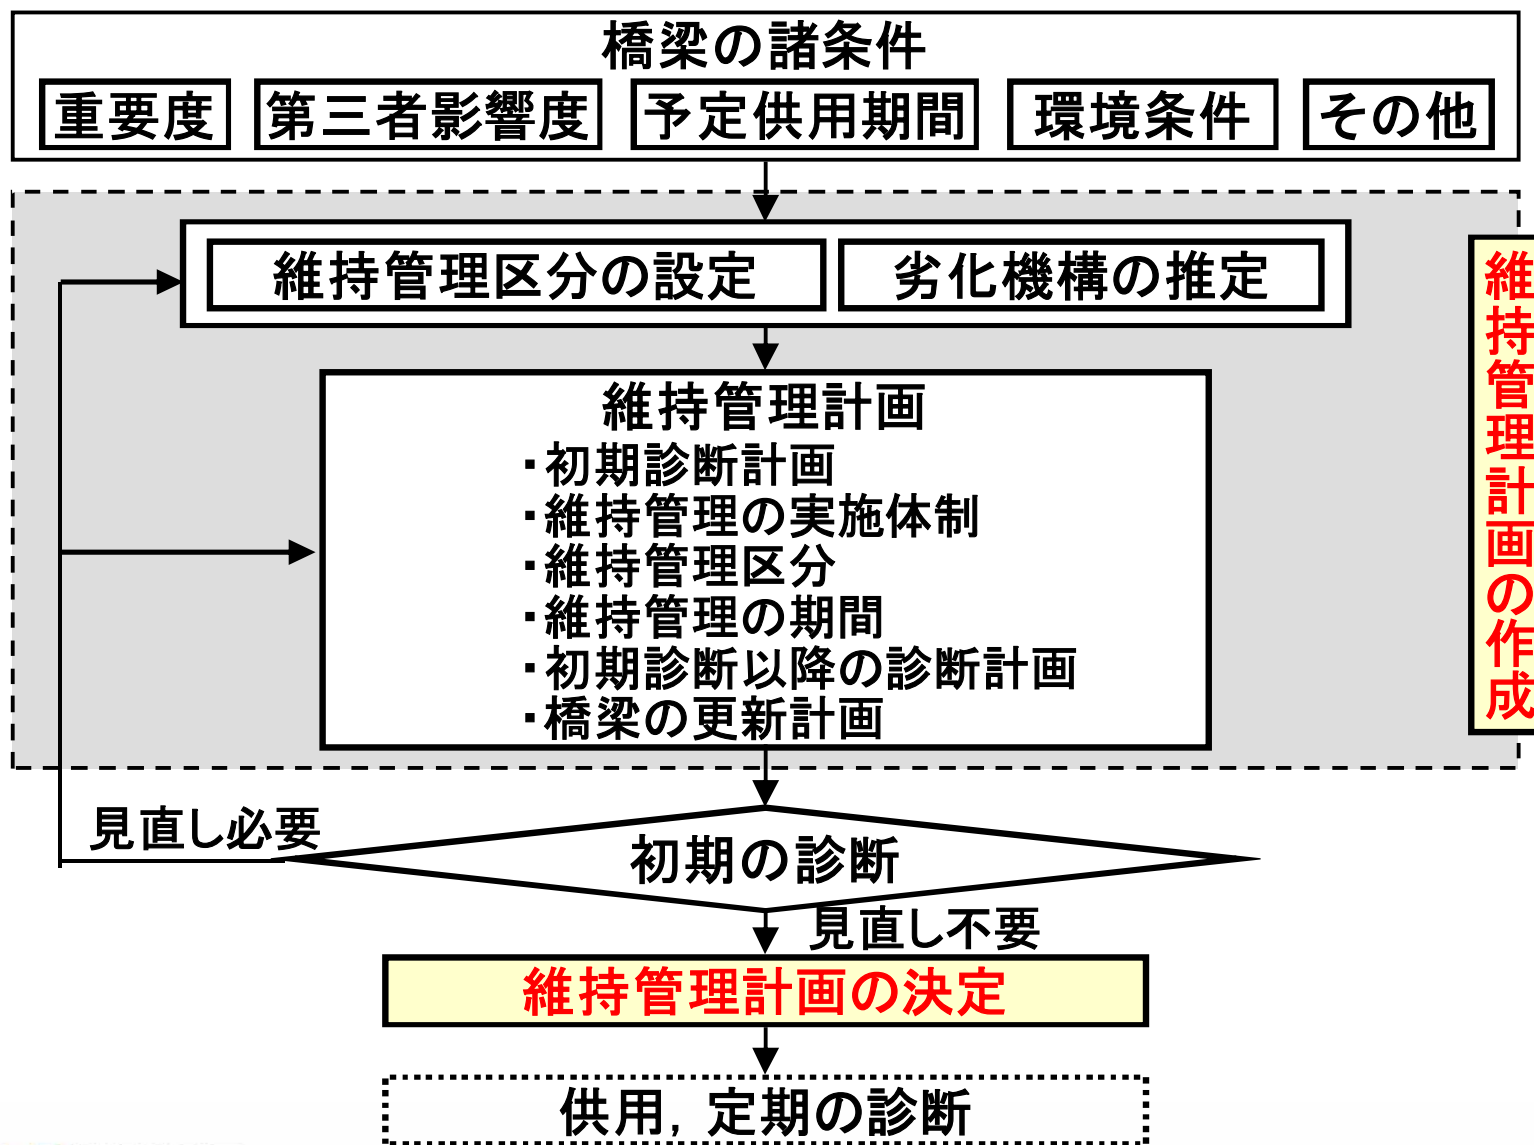 橋梁の諸条件
重要度
第三者影響度
予定供用期間
環境条件
その他
維持管理区分の設定
劣化機構の推定
維持管理計画
・初期診断計画
・維持管理の実施体制
・維持管理区分
・維持管理の期間
・初期診断以降の診断計画
・橋梁の更新計画
維持管理計画の作成
見直し必要
初期の診断
見直し不要
維持管理計画の決定
供用，定期の診断